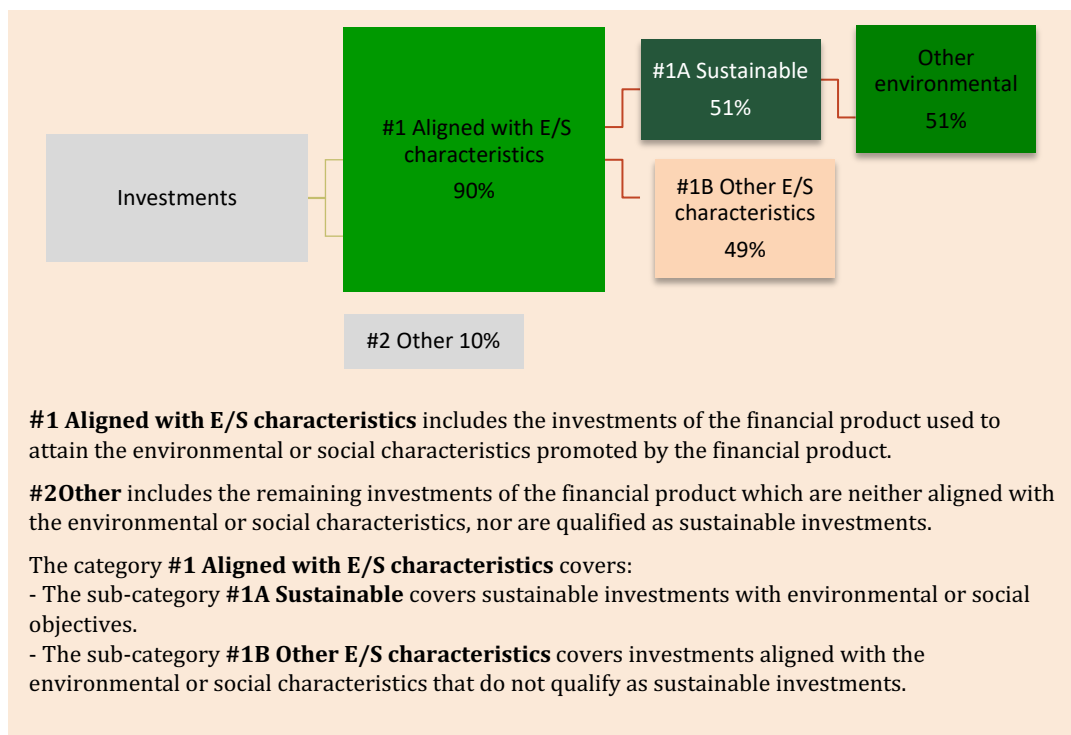 Investments
#1 Aligned with E/S
characteristics
90%
#2 Other 10%
#1A Sustainable
51%
#1B Other E/S
characteristics
49%
Other
environmental
51%
#1 Aligned with E/S characteristics includes the investments of the financial product used to
attain the environmental or social characteristics promoted by the financial product.
#2Other includes the remaining investments of the financial product which are neither aligned with
the environmental or social characteristics, nor are qualified as sustainable investments.
The category #1 Aligned with E/S characteristics covers:
- The sub-category #1A Sustainable covers sustainable investments with environmental or social
objectives.
- The sub-category #1B Other E/S characteristics covers investments aligned with the
environmental or social characteristics that do not qualify as sustainable investments.